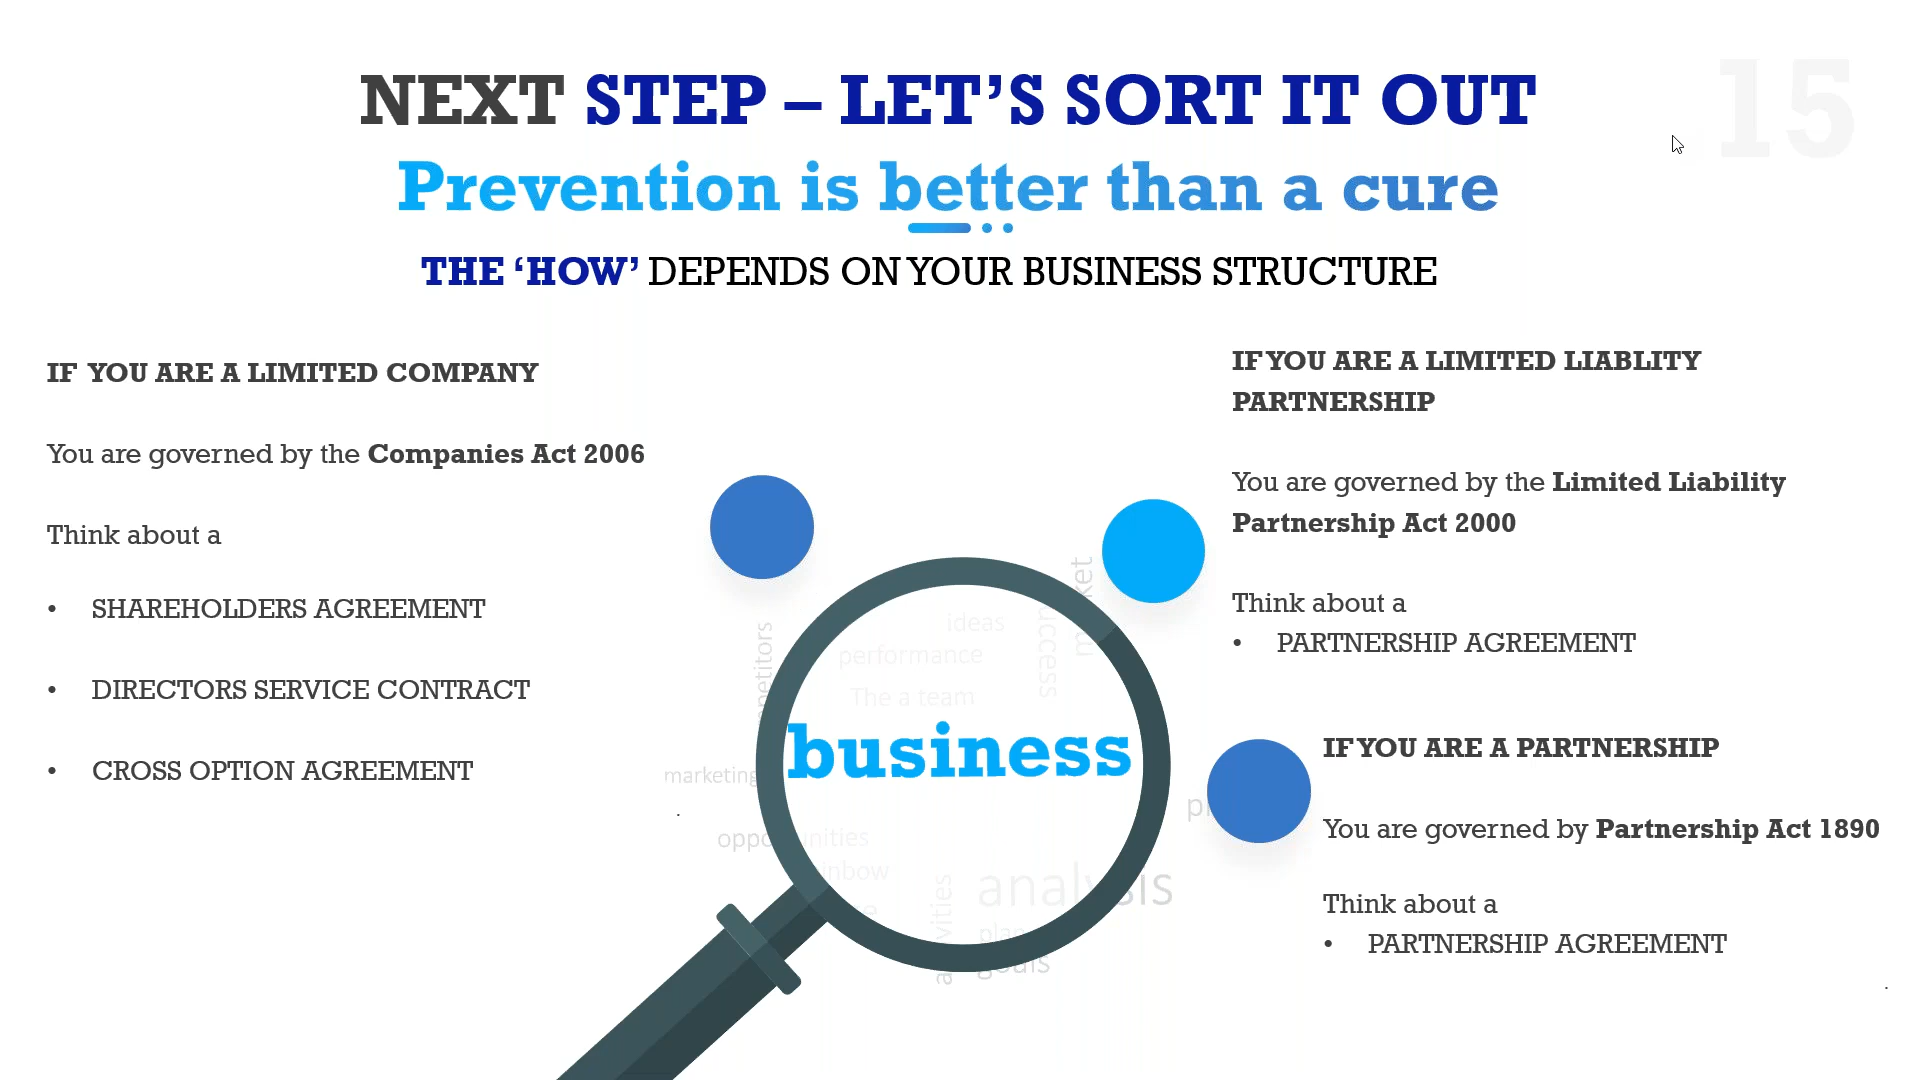 15
NEXT STEP – LET’S SORT IT OUT
Prevention is better than a cure
THE ‘HOW’ DEPENDS ON YOUR BUSINESS STRUCTURE
IF YOU ARE A LIMITED COMPANY
You are governed by the Companies Act 2006
Think about a
• SHAREHOLDERS AGREEMENT
• DIRECTORS SERVICE CONTRACT
• CROSS OPTION AGREEMENT
.
ideas
performance
The a team
business
marketing
analysis
IF YOU ARE A LIMITED LIABLITY
PARTNERSHIP
You are governed by the Limited Liability
Partnership Act 2000
Think about a
• PARTNERSHIP AGREEMENT
IF YOU ARE A PARTNERSHIP
You are governed by Partnership Act 1890
Think about a
• PARTNERSHIP AGREEMENT
.